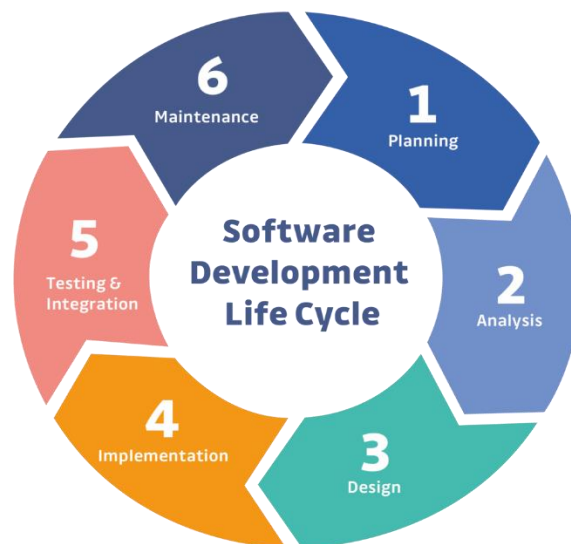 Software
Development
Life Cycle
1
Planning
2
Analysis
3
Design
4
Implementation
5
Testing &
Integration
6
Maintenance